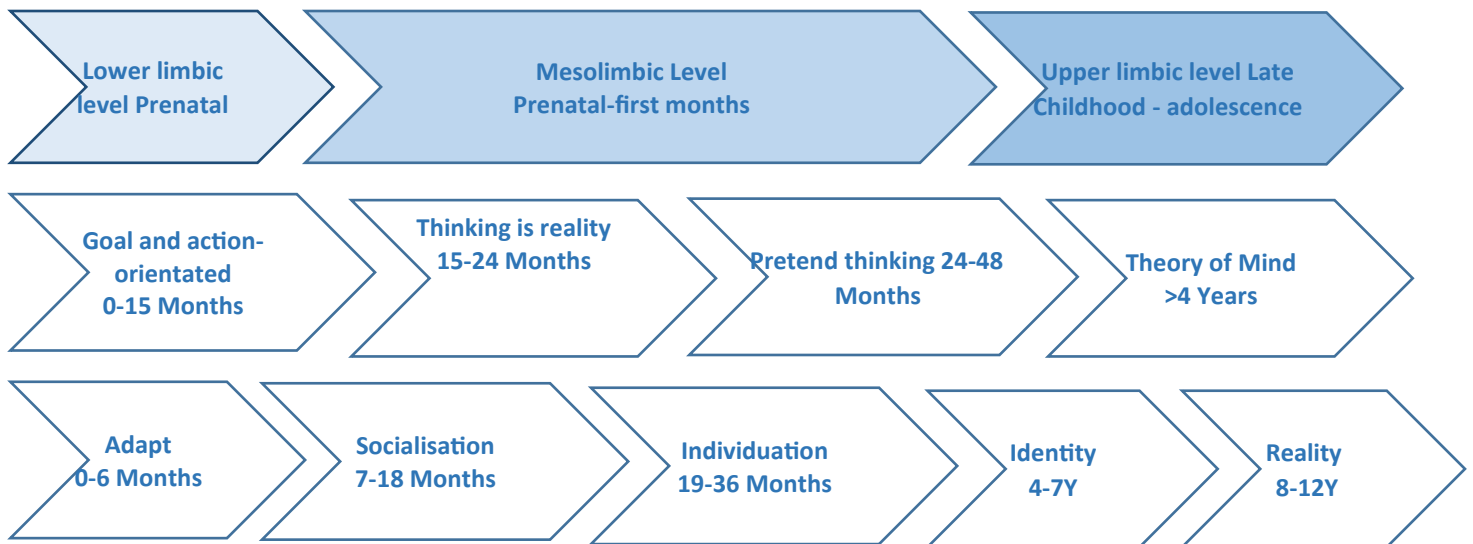 Lower limbic
level Prenatal
Mesolimbic Level
Prenatal-first months
Upper limbic level Late
Childhood - adolescence
Goal and action-
orientated
0-15 Months
Thinking is reality
15-24 Months
Pretend thinking 24-48
Months
Theory of Mind
>4 Years
Adapt
0-6 Months
Socialisation
7-18 Months
Individuation
19-36 Months
Identity
4-7Y
Reality
8-12Y